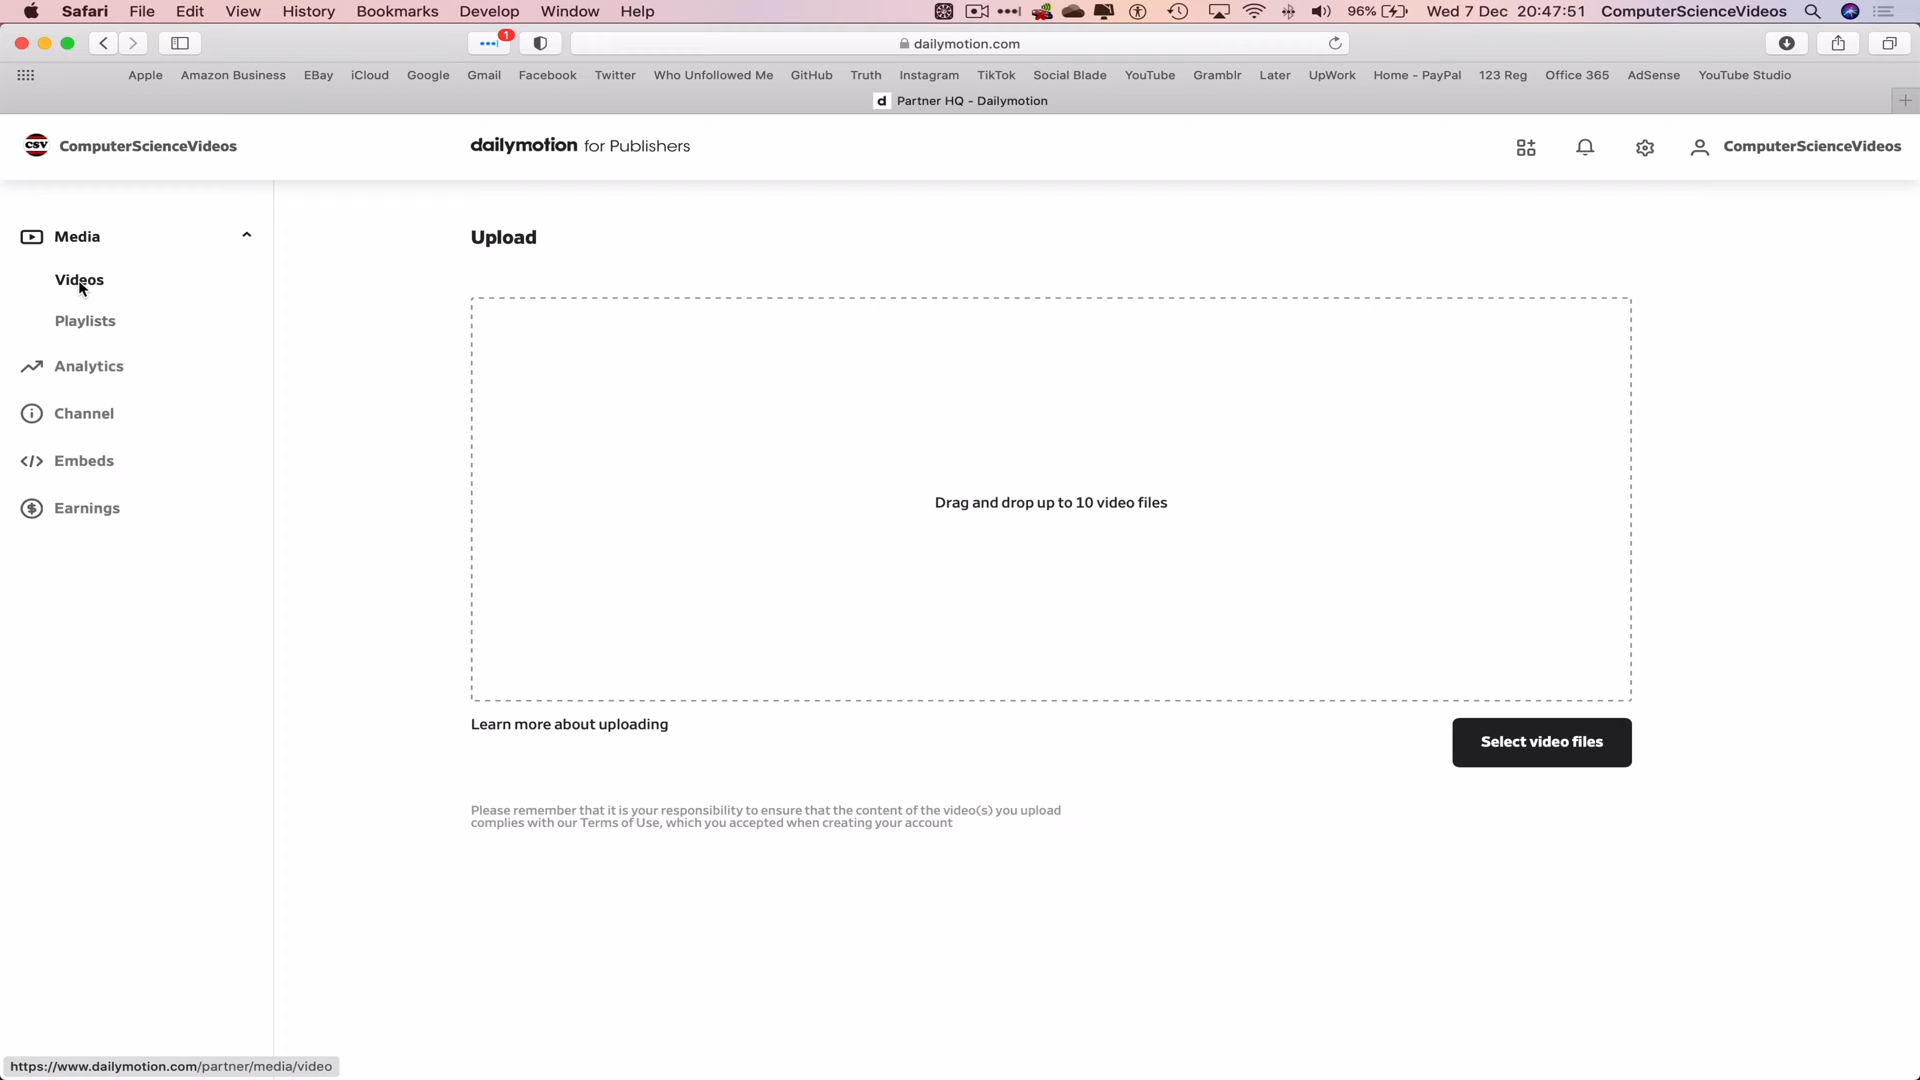 Safari File Edit View History Bookmarks Develop Window Help 96% Wed 7 Dec 20:47:51 ComputerScienceVideos
1
dailymotion.com
Apple Amazon Business EBay iCloud Google Gmail Facebook Twitter Who Unfollowed Me GitHub Truth Instagram TikTok Social Blade YouTube Gramblr Later UpWork Home - PayPal 123 Reg Office 365 AdSense YouTube Studio
d Partner HQ - Dailymotion
CSV ComputerScienceVideos dailymotion for Publishers ComputerScienceVideos
Media
Videos
Playlists
Analytics
Channel
Embeds
Earnings
Upload
Drag and drop up to 10 video files
Learn more about uploading
Select video files
Please remember that it is your responsibility to ensure that the content of the video(s) you upload
complies with our Terms of Use, which you accepted when creating your account
https://www.dailymotion.com/partner/media/video